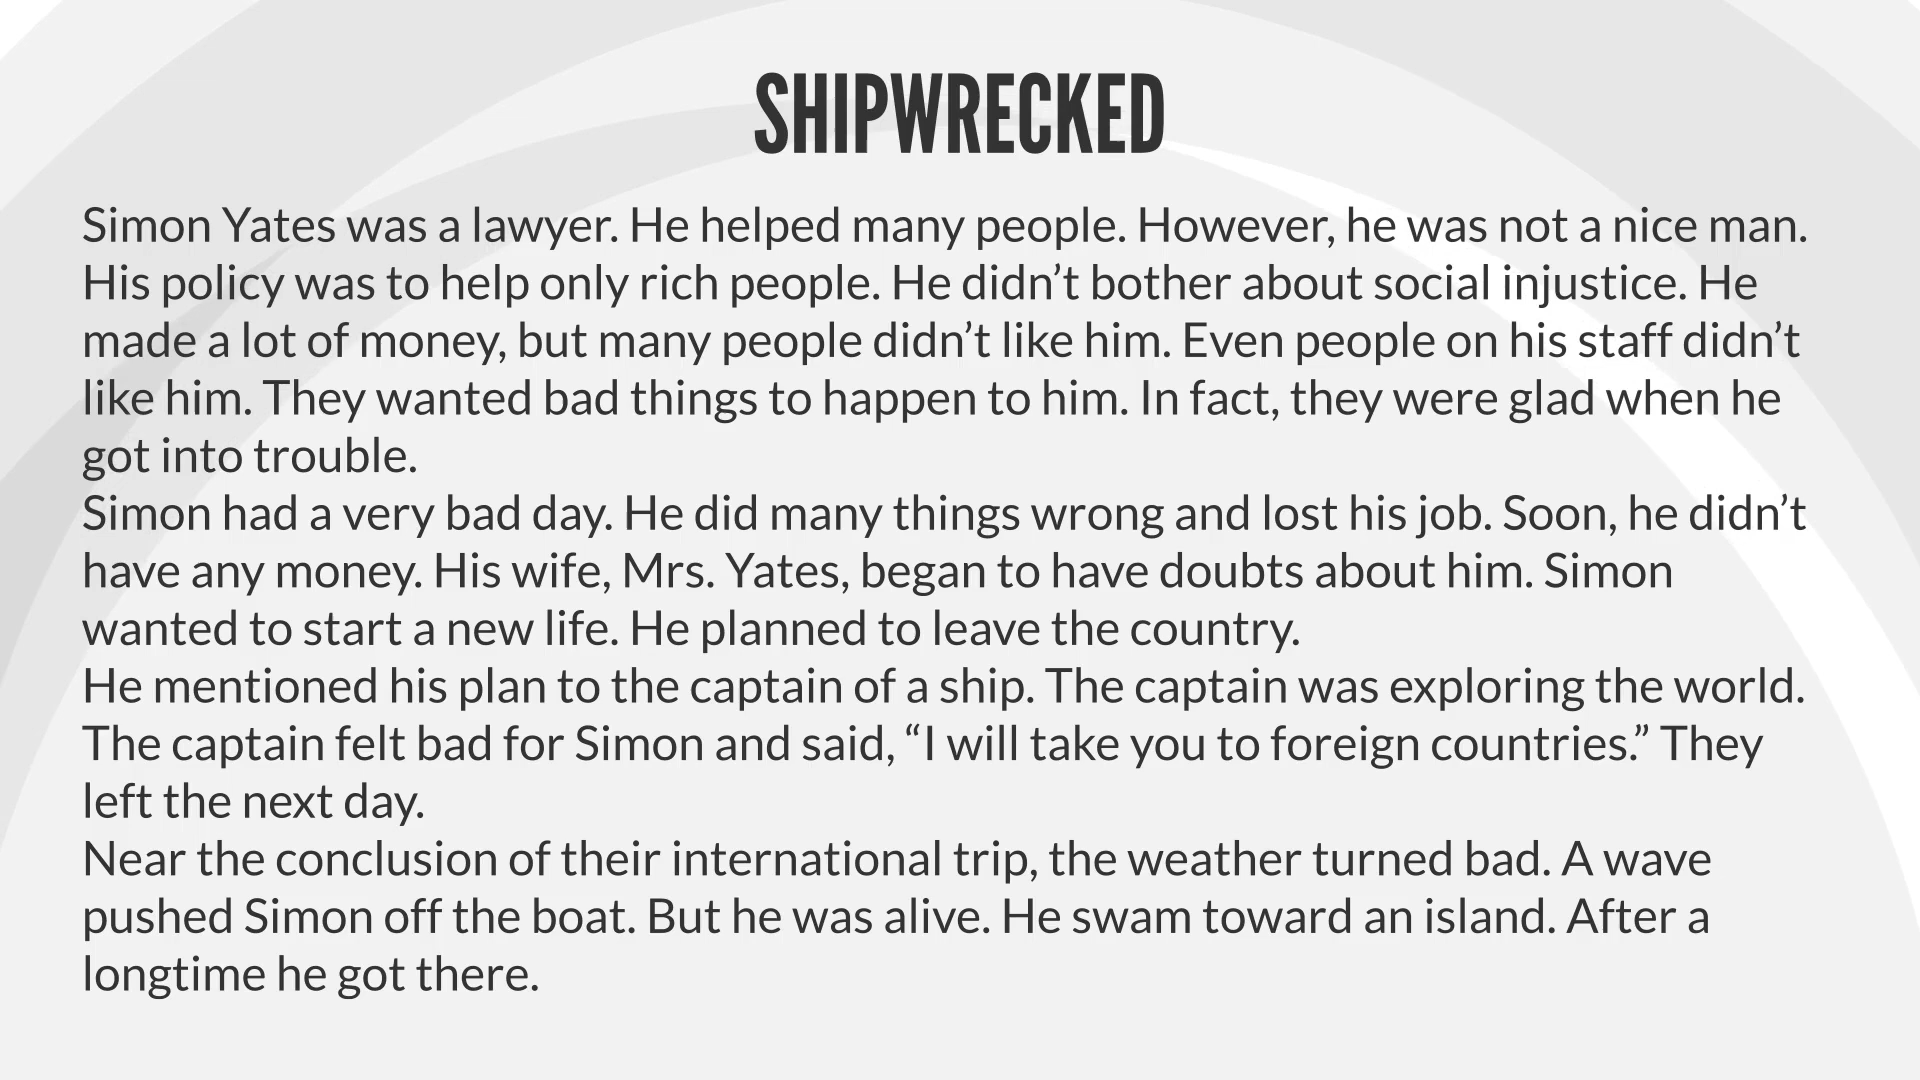 SHIPWRECKED
Simon Yates was a lawyer. He helped many people. However, he was not a nice man.
His policy was to help only rich people. He didn’t bother about social injustice. He
made a lot of money, but many people didn’t like him. Even people on his staff didn’t
like him. They wanted bad things to happen to him. In fact, they were glad when he
got into trouble.
Simon had a very bad day. He did many things wrong and lost his job. Soon, he didn’t
have any money. His wife, Mrs. Yates, began to have doubts about him. Simon
wanted to start a new life. He planned to leave the country.
He mentioned his plan to the captain of a ship. The captain was exploring the world.
The captain felt bad for Simon and said, “I will take you to foreign countries.” They
left the next day.
Near the conclusion of their international trip, the weather turned bad. A wave
pushed Simon off the boat. But he was alive. He swam toward an island. After a
longtime he got there.